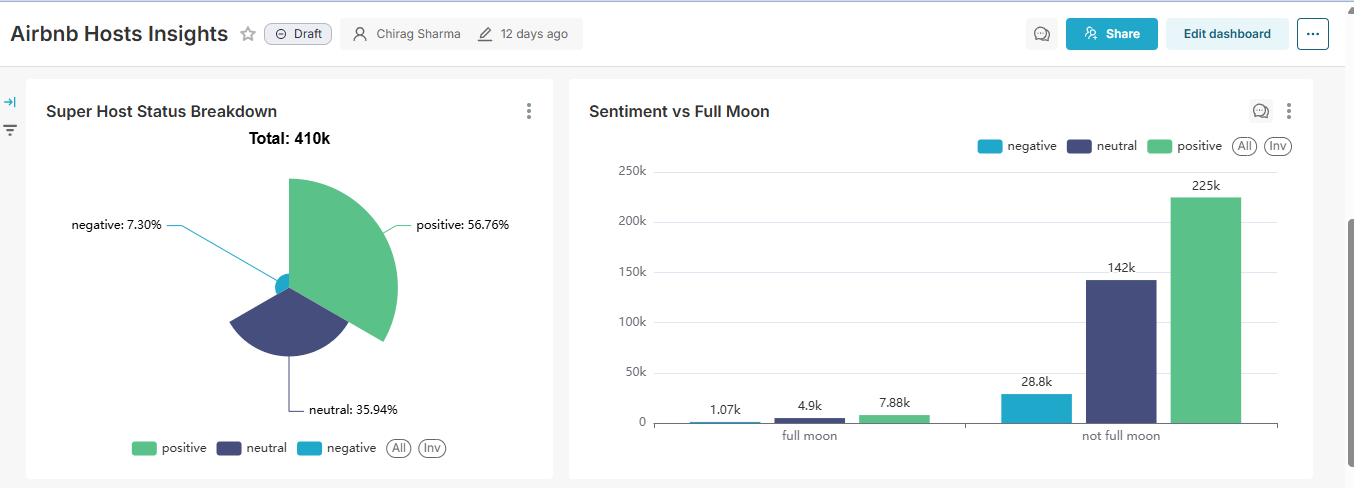 Airbnb Hosts Insights
Draft
Chirag Sharma
12 days ago
Share
Edit dashboard
Super Host Status Breakdown
Total: 410k
negative: 7.30%
positive: 56.76%
neutral: 35.94%
positive neutral negative All Inv
Sentiment vs Full Moon
negative neutral positive All Inv
250k
200k
150k
100k
50k
0
1.07k
4.9k
7.88k
28.8k
142k
225k
full moon
not full moon